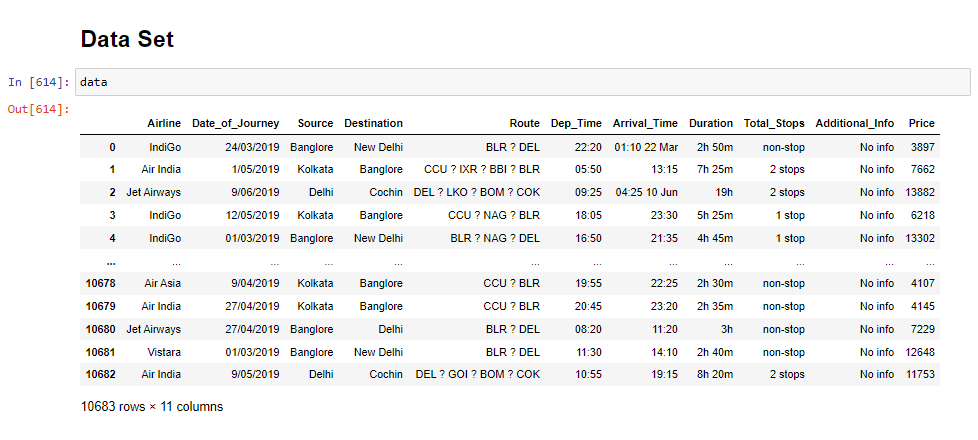 Data Set
In [614]: data
Out[614]:
Airline Date_of_Journey Source Destination Route Dep_Time Arrival_Time Duration Total_Stops Additional_Info Price
0 IndiGo 24/03/2019 Banglore New Delhi BLR ? DEL 22:20 01:10 22 Mar 2h 50m non-stop No info 3897
1 Air India 1/05/2019 Kolkata Banglore CCU ? IXR ? BBI ? BLR 05:50 13:15 7h 25m 2 stops No info 7662
2 Jet Airways 9/06/2019 Delhi Cochin DEL ? LKO ? BOM ? COK 09:25 04:25 10 Jun 19h 2 stops No info 13882
3 IndiGo 12/05/2019 Kolkata Banglore CCU ? NAG ? BLR 18:05 23:30 5h 25m 1 stop No info 6218
4 IndiGo 01/03/2019 Banglore New Delhi BLR ? NAG ? DEL 16:50 21:35 4h 45m 1 stop No info 13302
... ... ... ... ... ... ... ... ... ... ... ...
10678 Air Asia 9/04/2019 Kolkata Banglore CCU ? BLR 19:55 22:25 2h 30m non-stop No info 4107
10679 Air India 27/04/2019 Kolkata Banglore CCU ? BLR 20:45 23:20 2h 35m non-stop No info 4145
10680 Jet Airways 27/04/2019 Banglore Delhi BLR ? DEL 08:20 11:20 3h non-stop No info 7229
10681 Vistara 01/03/2019 Banglore New Delhi BLR ? DEL 11:30 14:10 2h 40m non-stop No info 12648
10682 Air India 9/05/2019 Delhi Cochin DEL ? GOI ? BOM ? COK 10:55 19:15 8h 20m 2 stops No info 11753
10683 rows × 11 columns